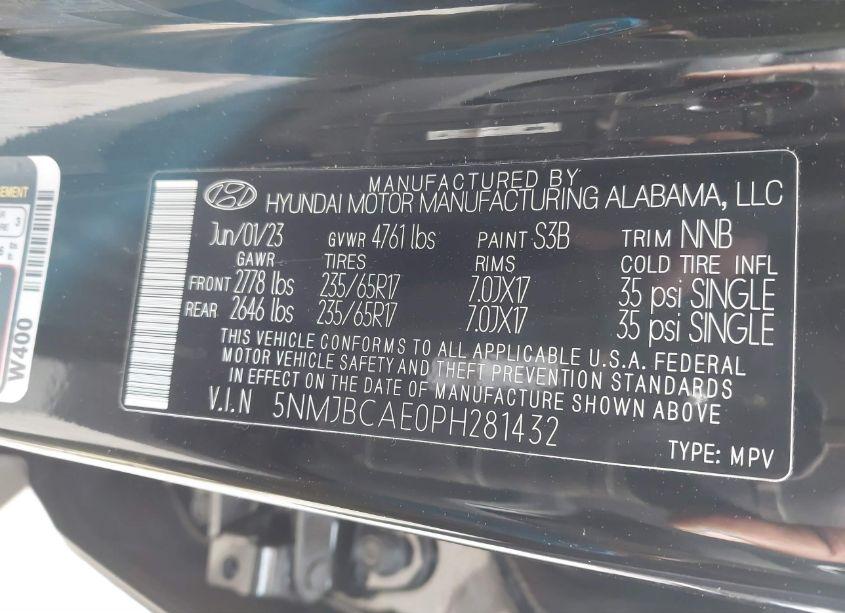 EMENT
3
W400
MANUFACTURED BY
HYUNDAI MOTOR MANUFACTURING ALABAMA, LLC
Jun/01/23 GVWR 4761 lbs PAINT S3B TRIM NNB
GAWR TIRES RIMS COLD TIRE INFL
FRONT 2778 lbs 235/65R17 7.0JX17 35 psi SINGLE
REAR 2646 lbs 235/65R17 7.0JX17 35 psi SINGLE
THIS VEHICLE CONFORMS TO ALL APPLICABLE U.S.A. FEDERAL
MOTOR VEHICLE SAFETY AND THEFT PREVENTION STANDARDS
IN EFFECT ON THE DATE OF MANUFACTURE SHOWN ABOVE
V.I.N 5NMJBCAE0PH281432
TYPE: MPV